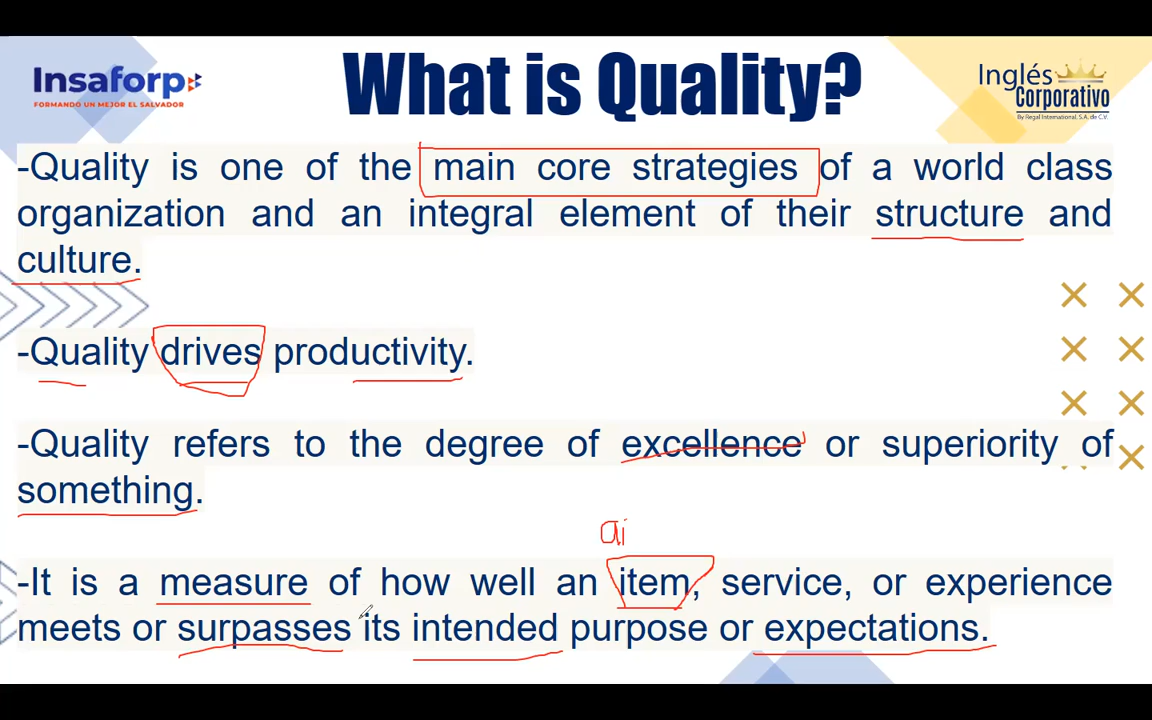 What is Quality?
Insaforp
FORMANDO UN MEJOR EL SALVADOR
Inglés
Corporativo
By Regal International, S.A. de C.V.
-Quality is one of the main core strategies of a world class
organization and an integral element of their structure and
culture.
-Quality drives productivity.
-Quality refers to the degree of excellence or superiority of
something.
ai
-It is a measure of how well an item, service, or experience
meets or surpasses its intended purpose or expectations.